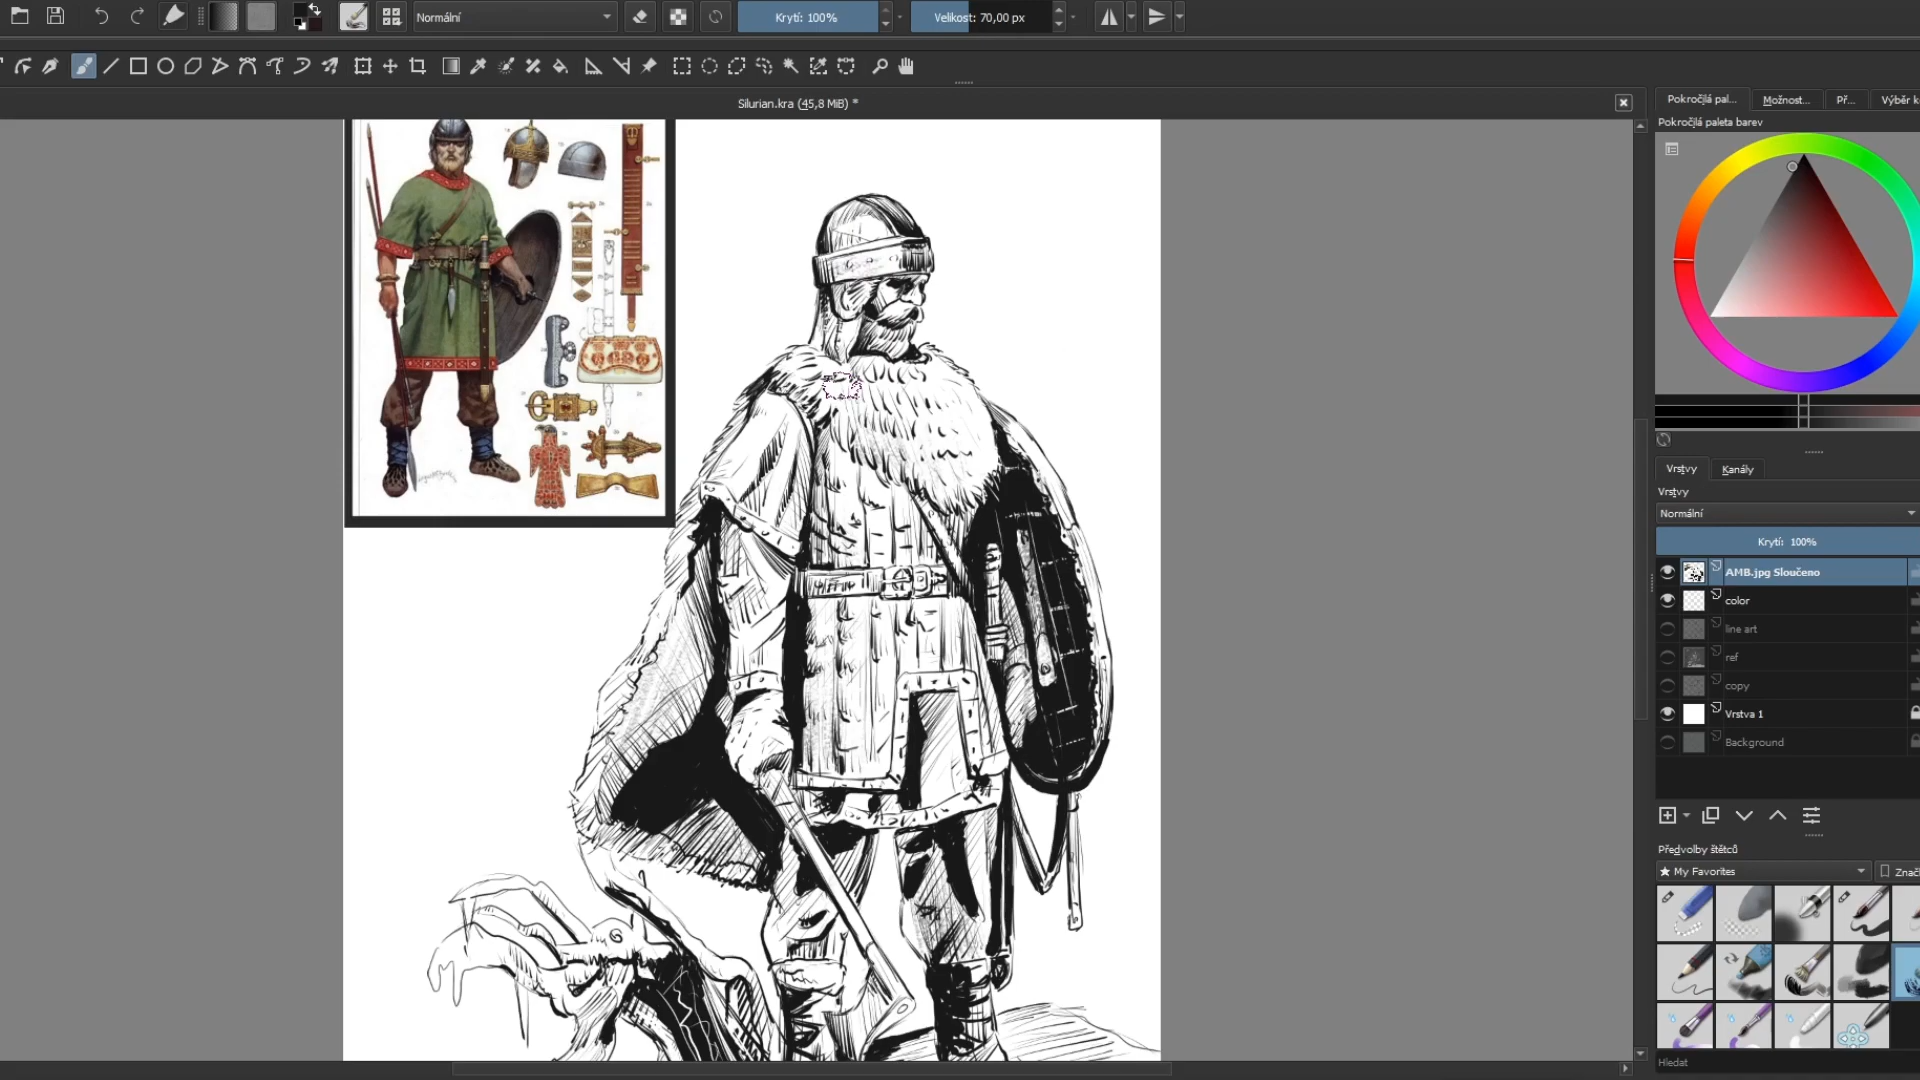 Normální
Krytí: 100%
Velikost: 70,00 px
Silurian.kra (45,8 MiB) *
Pokročilá pal...
Možnost...
Př...
Výběr k
Pokročilá paleta barev
Vrstvy
Kanály
Vrstvy
Normální
Krytí: 100%
AMB.jpg Sloučeno
color
line art
ref
copy
Vrstva 1
Background
Předvolby štětců
★ My Favorites
Znač
Hledat